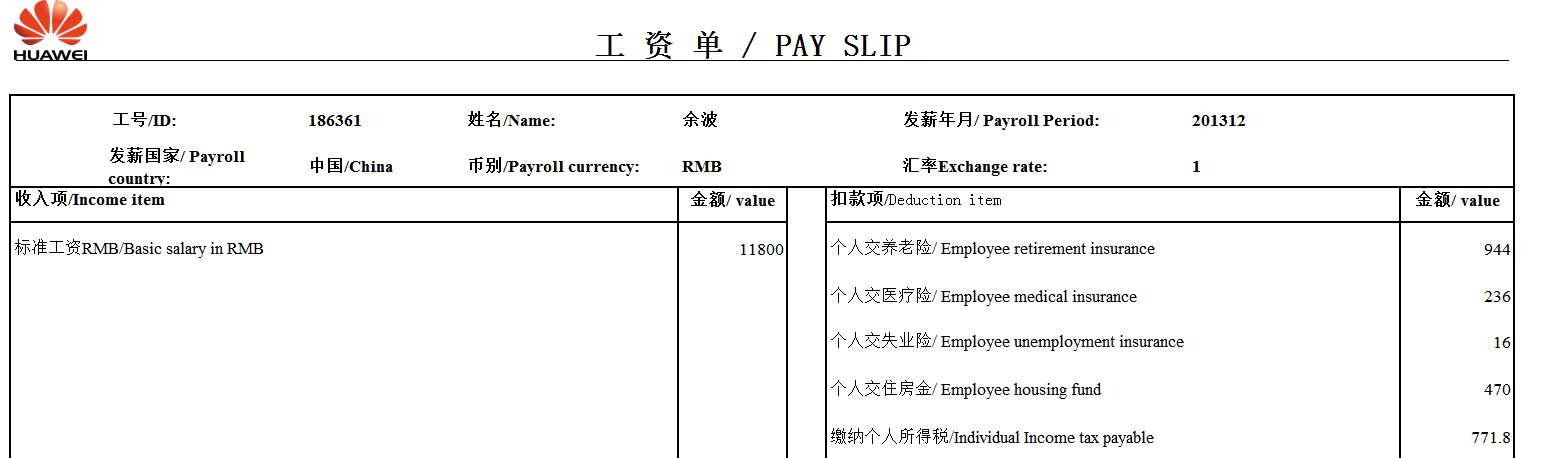 HUAWEI
工 资 单 / PAY SLIP
工号/ID: 186361 姓名/Name: 余波 发薪年月/ Payroll Period: 201312
发薪国家/ Payroll
country: 中国/China 币别/Payroll currency: RMB 汇率Exchange rate: 1
收入项/Income item 金额/ value 扣款项/Deduction item 金额/ value
标准工资RMB/Basic salary in RMB 11800 个人交养老险/ Employee retirement insurance 944
个人交医疗险/ Employee medical insurance 236
个人交失业险/ Employee unemployment insurance 16
个人交住房金/ Employee housing fund 470
缴纳个人所得税/Individual Income tax payable 771.8